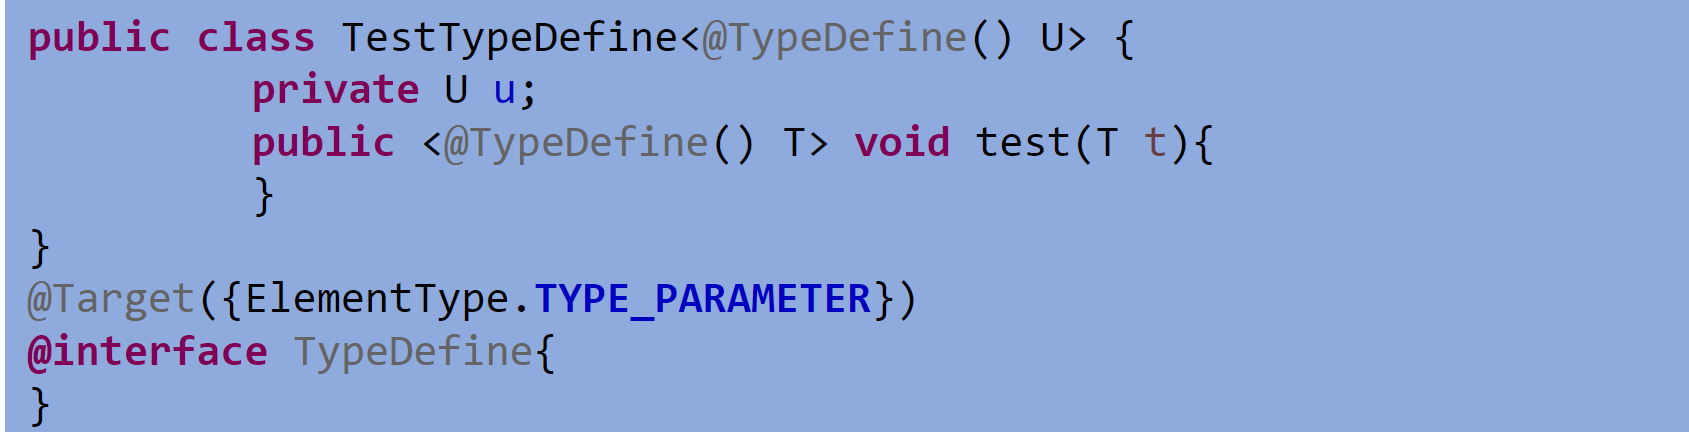 public class TestTypeDefine<@TypeDefine() U> {
private U u;
public <@TypeDefine() T> void test(T t){
}
}
@Target({ElementType.TYPE_PARAMETER})
@interface TypeDefine{
}